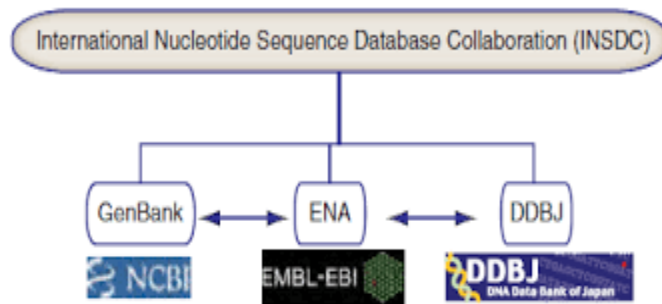 International Nucleotide Sequence Database Collaboration (INSDC)
GenBank
ENA
DDBJ
NCBI
EMBL-EBI
DDBJ
DNA Data Bank of Japan